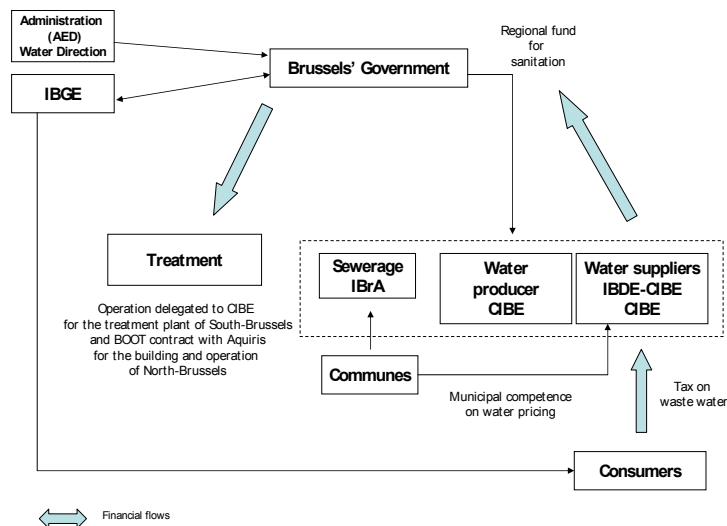 Administration
(AED)
Water Direction
IBGE
Brussels' Government
Regional fund
for
sanitation
Treatment
Operation delegated to CIBE
for the treatment plant of South-Brussels
and BOOT contract with Aquiris
for the building and operation
of North-Brussels
Sewerage
IBrA
Water
producer
CIBE
Water suppliers
IBDE-CIBE
CIBE
Communes
Municipal competence
on water pricing
Tax on
waste water
Consumers
Financial flows